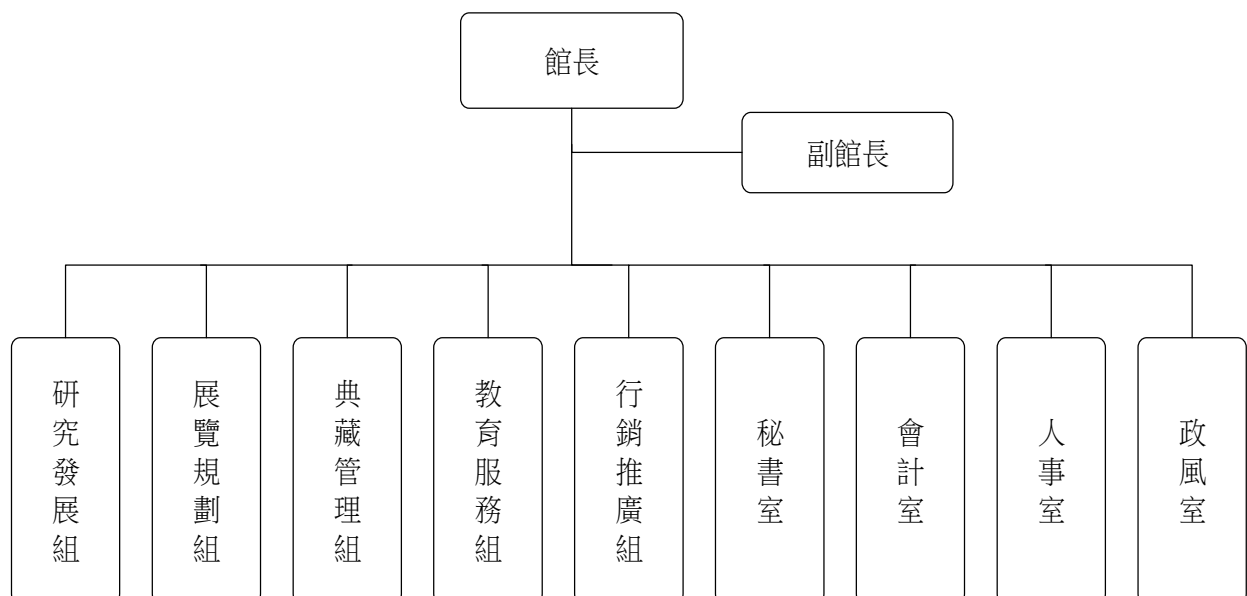 館長
副館長
研究發展組
展覽規劃組
典藏管理組
教育服務組
行銷推廣組
秘書室
會計室
人事室
政風室